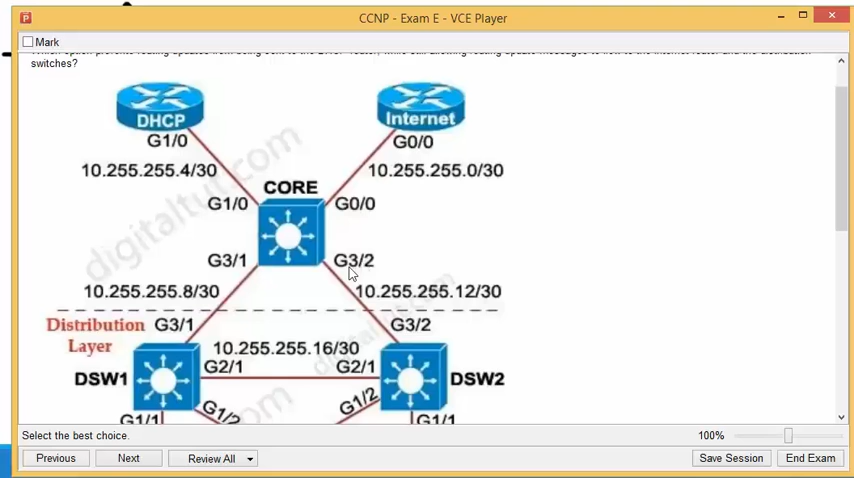 CCNP - Exam E - VCE Player
Mark
switches?
DHCP
Internet
G1/0
G0/0
10.255.255.4/30
10.255.255.0/30
CORE
G1/0
G0/0
digitaltut.com
G3/1
G3/2
10.255.255.8/30
10.255.255.12/30
Distribution
Layer
G3/1
G3/2
10.255.255.16/30
DSW1
G2/1
G2/1
DSW2
G1/2
G1/2
G1/1
G1/1
Select the best choice.
100%
Previous
Next
Review All
Save Session
End Exam